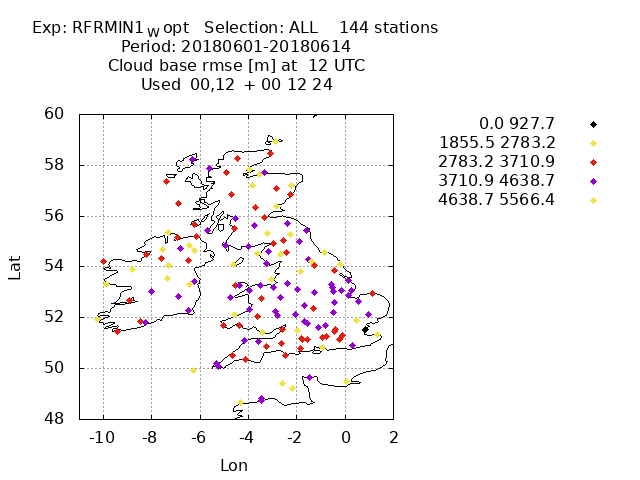 Exp: RFRMIN1 W opt Selection: ALL 144 stations
Period: 20180601-20180614
Cloud base rmse [m] at 12 UTC
Used 00,12 + 00 12 24
0.0 927.7
1855.5 2783.2
2783.2 3710.9
3710.9 4638.7
4638.7 5566.4
60
58
56
54
52
50
48
Lat
-10 -8 -6 -4 -2 0 2
Lon